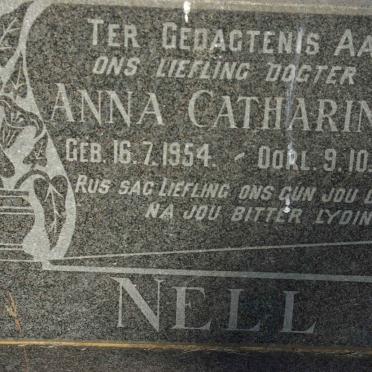 TER GEDAGTENIS AA
ONS LIEFLING DOGTER
ANNA CATHARIN
GEB. 16.7.1954. - OORL. 9.10.
RUS SAG LIEFLING ONS GUN JOU D
NA JOU BITTER LYDIN
NELL